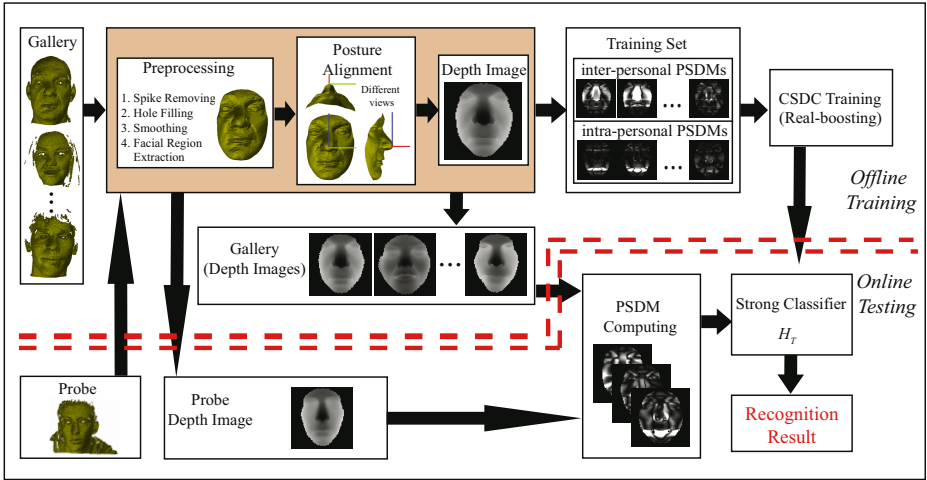 Gallery
Preprocessing
1. Spike Removing
2. Hole Filling
3. Smoothing
4. Facial Region
Extraction
Posture
Alignment
Different
views
Depth Image
Training Set
inter-personal PSDMs
...
intra-personal PSDMs
...
CSDC Training
(Real-boosting)
Offline
Training
Gallery
(Depth Images)
...
Online
Testing
PSDM
Computing
Strong Classifier
H_T
Probe
Probe
Depth Image
Recognition
Result